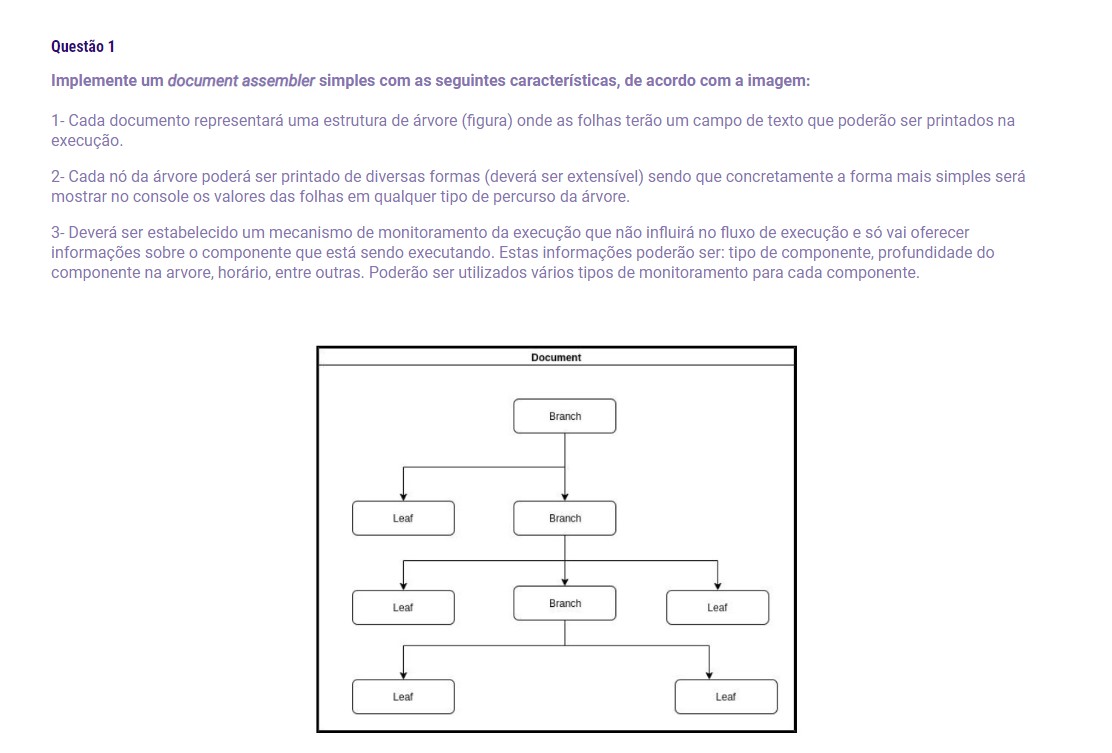 Questão 1
Implemente um document assembler simples com as seguintes características, de acordo com a imagem:
1- Cada documento representará uma estrutura de árvore (figura) onde as folhas terão um campo de texto que poderão ser printados na
execução.
2- Cada nó da árvore poderá ser printado de diversas formas (deverá ser extensível) sendo que concretamente a forma mais simples será
mostrar no console os valores das folhas em qualquer tipo de percurso da árvore.
3- Deverá ser estabelecido um mecanismo de monitoramento da execução que não influirá no fluxo de execução e só vai oferecer
informações sobre o componente que está sendo executando. Estas informações poderão ser: tipo de componente, profundidade do
componente na arvore, horário, entre outras. Poderão ser utilizados vários tipos de monitoramento para cada componente.
Document
Branch
Leaf
Branch
Leaf
Branch
Leaf
Leaf
Leaf